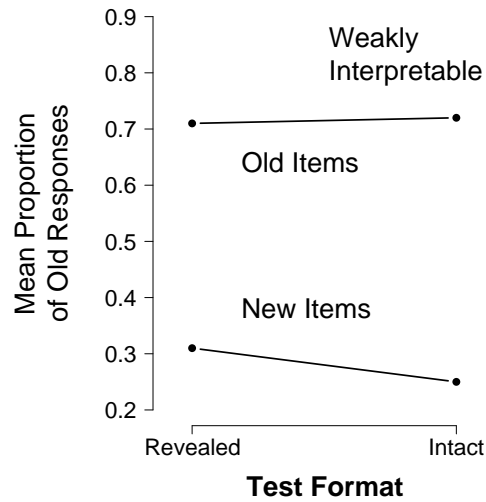 0.9
Weakly
Interpretable
0.8
0.7
Old Items
0.6
Mean Proportion
of Old Responses
0.5
0.4
New Items
0.3
0.2
Revealed
Intact
Test Format